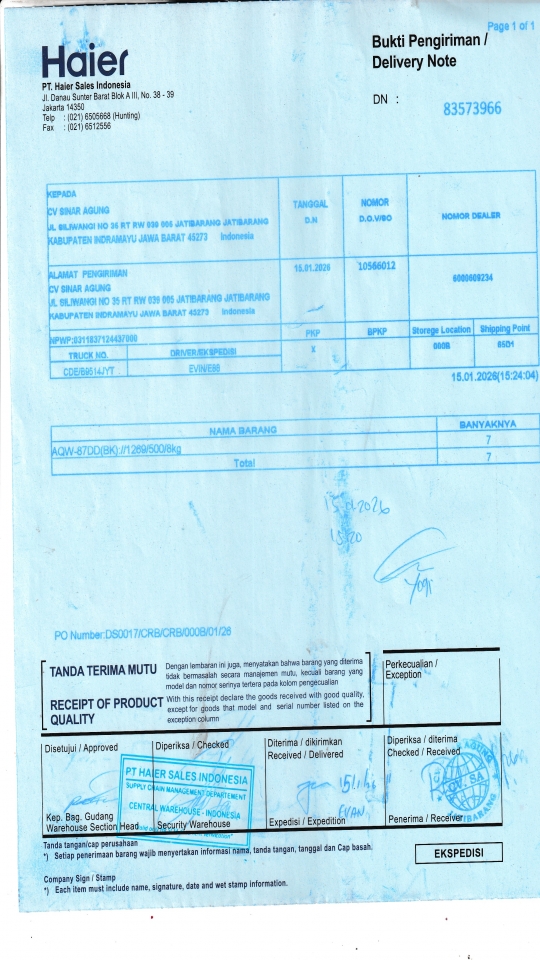 Page 1 of 1
Haier
Bukti Pengiriman /
Delivery Note
PT. Haier Sales Indonesia
Jl. Danau Sunter Barat Blok A III, No. 38 - 39
Jakarta 14350
Telp : (021) 6505668 (Hunting)
Fax : (021) 6512556
DN : 83573966
KEPADA
CV SINAR AGUNG
JL SILIWANGI NO 35 RT RW 039 005 JATIBARANG JATIBARANG
KABUPATEN INDRAMAYU JAWA BARAT 45273 Indonesia
TANGGAL
D.N
NOMOR
D.O.V/SO
NOMOR DEALER
ALAMAT PENGIRIMAN
CV SINAR AGUNG
JL SILIWANGI NO 35 RT RW 039 005 JATIBARANG JATIBARANG
KABUPATEN INDRAMAYU JAWA BARAT 45273 Indonesia
15.01.2026
10566012
6000609234
NPWP:0311837124437000
PKP
BPKP
Storege Location
Shipping Point
TRUCK NO.
DRIVER/EKSPEDISI
X
000B
6501
CDE/B9514JYT
EVIN/E86
15.01.2026(15:24:04)
NAMA BARANG
BANYAKNYA
AQW-87DD(BK)://1269/500/8kg
7
Total
7
15.20
Yogi
PO Number:DS0017/CRB/CRB/000B/01/26
TANDA TERIMA MUTU
Dengan lembaran ini juga, menyatakan bahwa barang yang diterima
tidak bermasalah secara manajemen mutu, kecuali barang yang
model dan nomor serinya tertera pada kolom pengecualian
RECEIPT OF PRODUCT
QUALITY
With this receipt declare the goods received with good quality,
except for goods that model and serial number listed on the
exception column
Perkecualian /
Exception
Disetujui / Approved
Diperiksa / Checked
Diterima / dikirimkan
Received / Delivered
Diperiksa / diterima
Checked / Received
PT HAIER SALES INDONESIA
SUPPLY CHAIN MANAGEMENT DEPARTEMENT
CENTRAL WAREHOUSE - INDONESIA
Kep. Bag. Gudang
Warehouse Section Head
Security Warehouse
EVAN
Expedisi / Expedition
Penerima / Receiver
Tanda tangan/cap perusahaan
*) Setiap penerimaan barang wajib menyertakan informasi nama, tanda tangan, tanggal dan Cap basah.
EKSPEDISI
Company Sign / Stamp
*) Each item must include name, signature, date and wet stamp information.